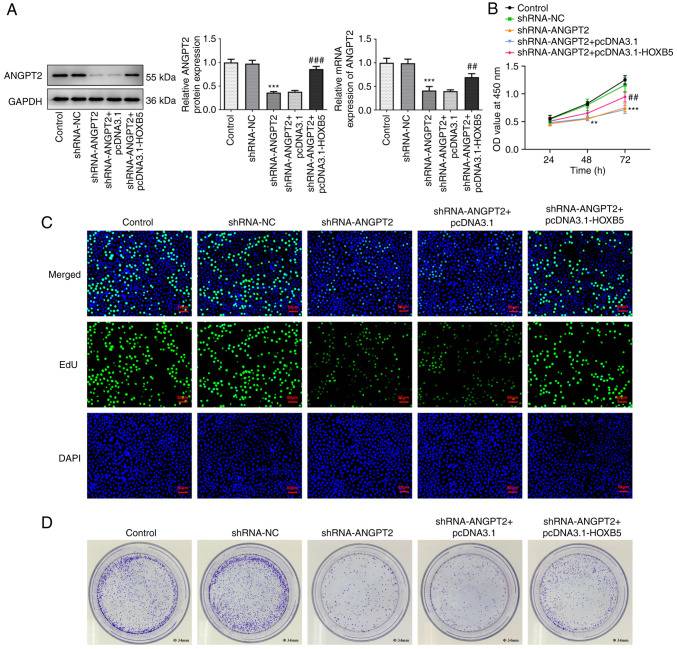 A
ANGPT2
55 kDa
GAPDH
36 kDa
Control
shRNA-NC
shRNA-ANGPT2
shRNA-ANGPT2+
pcDNA3.1
shRNA-ANGPT2+
pcDNA3.1-HOXB5
Relative ANGPT2
protein expression
1.5
1.0
0.5
0.0
***
###
Control
shRNA-NC
shRNA-ANGPT2
shRNA-ANGPT2+
pcDNA3.1
shRNA-ANGPT2+
pcDNA3.1-HOXB5
Relative mRNA
expression of ANGPT2
1.5
1.0
0.5
0.0
***
##
Control
shRNA-NC
shRNA-ANGPT2
shRNA-ANGPT2+
pcDNA3.1
shRNA-ANGPT2+
pcDNA3.1-HOXB5
B
Control
shRNA-NC
shRNA-ANGPT2
shRNA-ANGPT2+pcDNA3.1
shRNA-ANGPT2+pcDNA3.1-HOXB5
OD value at 450 nm
1.5
1.0
0.5
0.0
##
***
**
24
48
72
Time (h)
C
Control
shRNA-NC
shRNA-ANGPT2
shRNA-ANGPT2+
pcDNA3.1
shRNA-ANGPT2+
pcDNA3.1-HOXB5
Merged
EdU
DAPI
D
Control
shRNA-NC
shRNA-ANGPT2
shRNA-ANGPT2+
pcDNA3.1
shRNA-ANGPT2+
pcDNA3.1-HOXB5
Φ 34mm
Φ 34mm
Φ 34mm
Φ 34mm
Φ 34mm